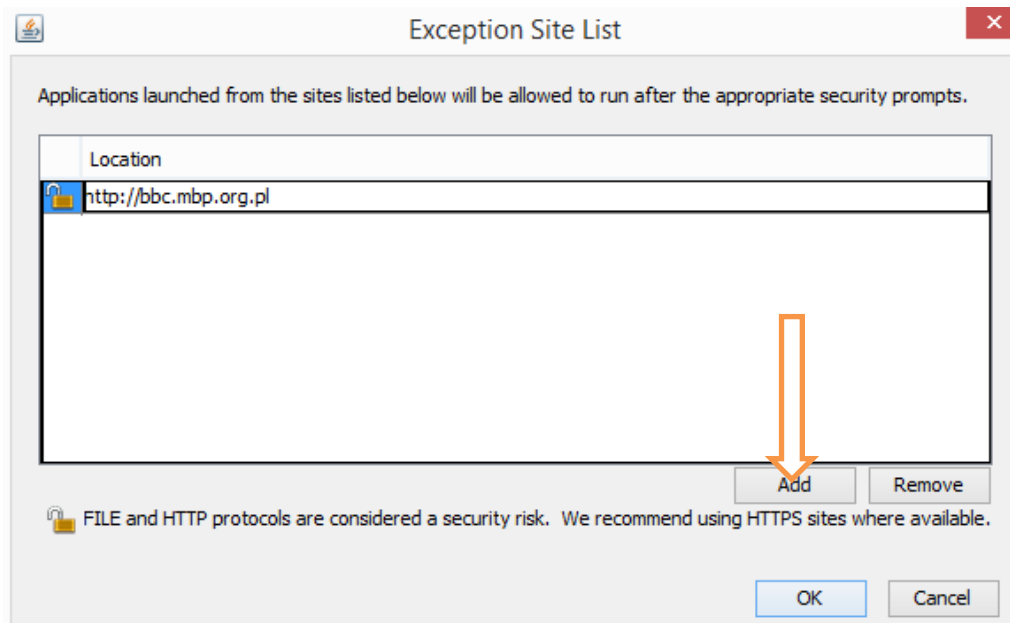 Exception Site List
Applications launched from the sites listed below will be allowed to run after the appropriate security prompts.
Location
http://bbc.mbp.org.pl
Add Remove
FILE and HTTP protocols are considered a security risk. We recommend using HTTPS sites where available.
OK Cancel